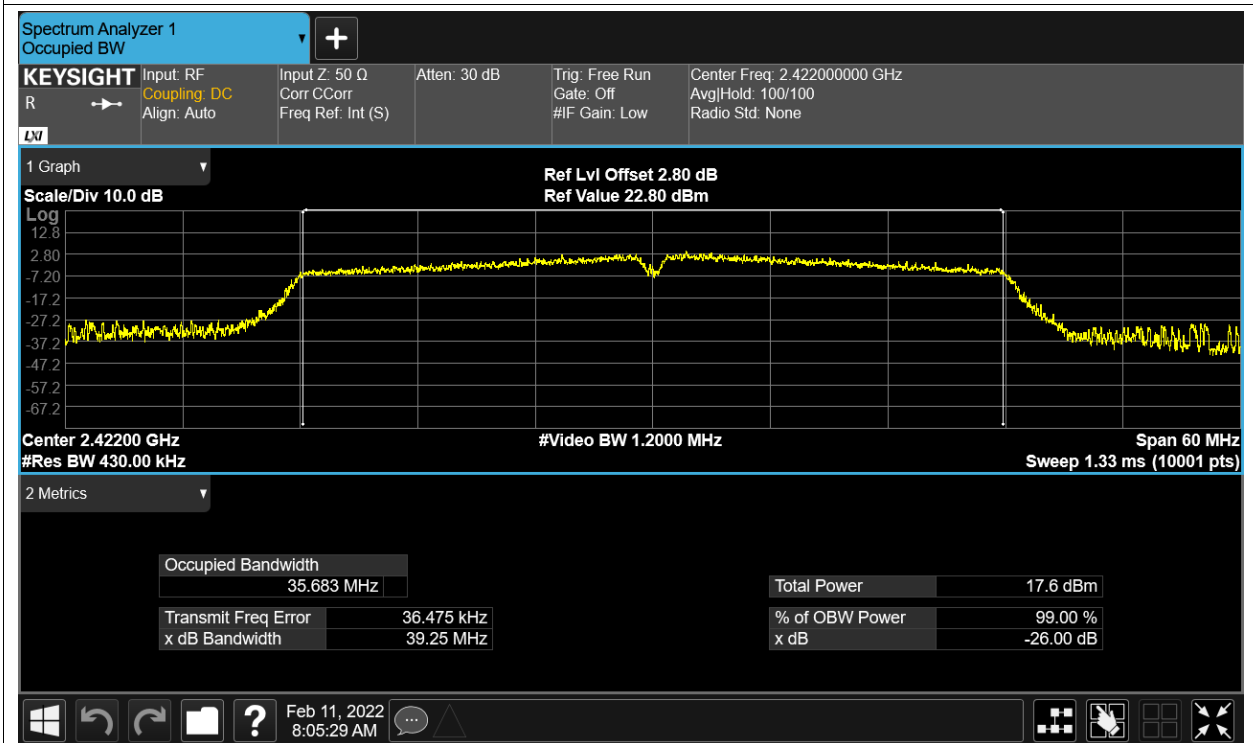 Spectrum Analyzer 1
Occupied BW
KEYSIGHT
R
LXI
Input: RF
Coupling: DC
Align: Auto
Input Z: 50 Ω
Corr CCorr
Freq Ref: Int (S)
Atten: 30 dB
Trig: Free Run
Gate: Off
#IF Gain: Low
Center Freq: 2.422000000 GHz
Avg|Hold: 100/100
Radio Std: None
1 Graph
Scale/Div 10.0 dB
Ref Lvl Offset 2.80 dB
Ref Value 22.80 dBm
Log
12.8
2.80
-7.20
-17.2
-27.2
-37.2
-47.2
-57.2
-67.2
Center 2.42200 GHz
#Video BW 1.2000 MHz
Span 60 MHz
#Res BW 430.00 kHz
Sweep 1.33 ms (10001 pts)
2 Metrics
Occupied Bandwidth
35.683 MHz
Total Power 17.6 dBm
Transmit Freq Error 36.475 kHz
% of OBW Power 99.00 %
x dB Bandwidth 39.25 MHz
x dB -26.00 dB
?
Feb 11, 2022
8:05:29 AM